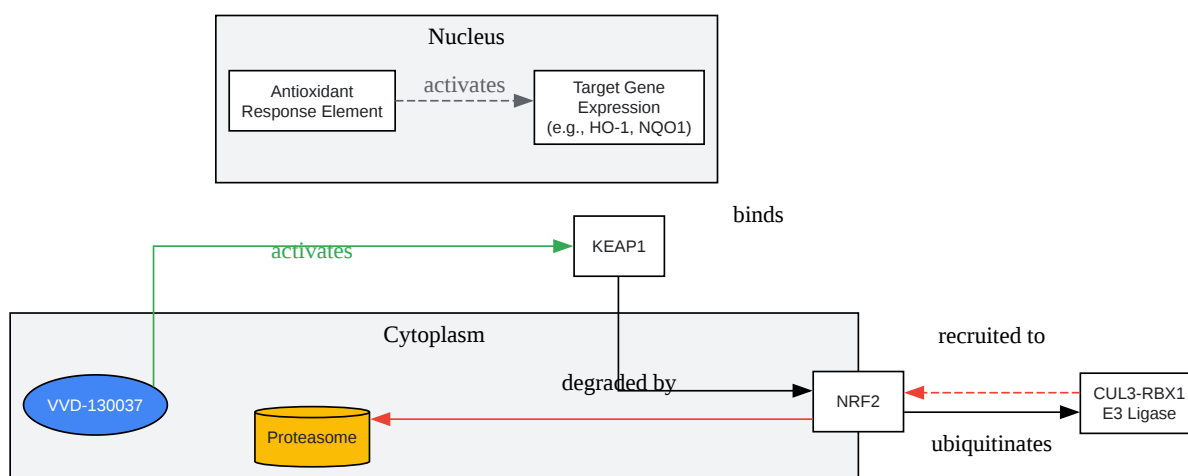 Nucleus
Antioxidant
Response Element
activates
Target Gene
Expression
(e.g., HO-1, NQO1)
binds
KEAP1
activates
Cytoplasm
recruited to
degraded by
VVD-130037
NRF2
CUL3-RBX1
E3 Ligase
Proteasome
ubiquitinates